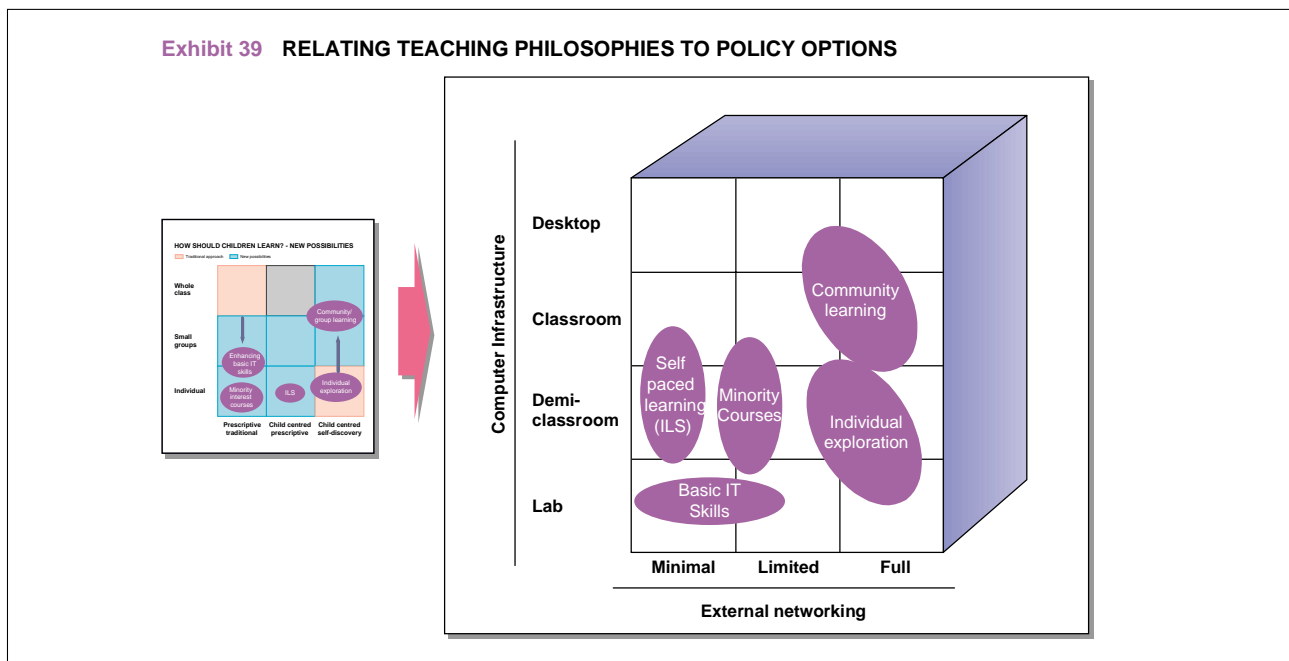 Exhibit 39 RELATING TEACHING PHILOSOPHIES TO POLICY OPTIONS
HOW SHOULD CHILDREN LEARN? - NEW POSSIBILITIES
Traditional approach New possibilities
Whole
class
Small
groups
Individual
Community/
group learning
Enhancing
basic IT
skills
Minority
interest
courses
ILS
Individual
exploration
Prescriptive
traditional
Child centred
prescriptive
Child centred
self-discovery
Computer Infrastructure
Desktop
Classroom
Demi-
classroom
Lab
Community
learning
Self
paced
learning
(ILS)
Minority
Courses
Individual
exploration
Basic IT
Skills
Minimal Limited Full
External networking